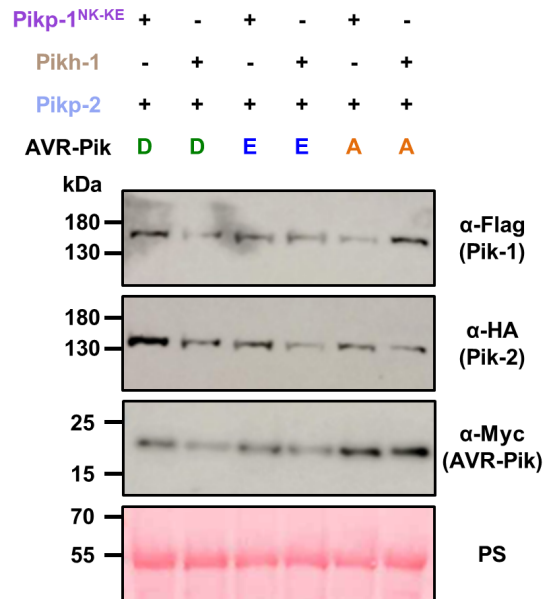 Pikp-1NK-KE + - + - + -
Pikh-1 - + - + - +
Pikp-2 + + + + + +
AVR-Pik D D E E A A
kDa
180
130
α-Flag
(Pik-1)
180
130
α-HA
(Pik-2)
25
15
α-Myc
(AVR-Pik)
70
55
PS